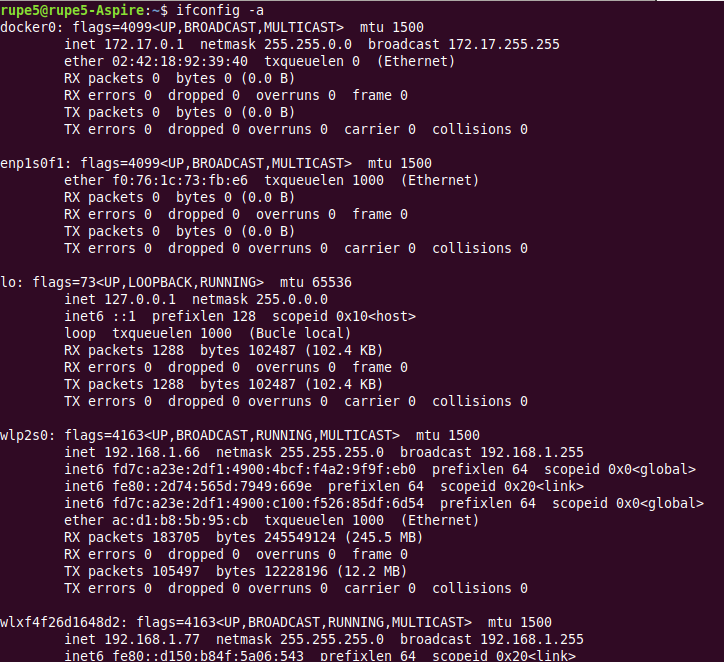 rupe5@rupe5-Aspire:~$ ifconfig -a
docker0: flags=4099<UP,BROADCAST,MULTICAST>  mtu 1500
        inet 172.17.0.1  netmask 255.255.0.0  broadcast 172.17.255.255
        ether 02:42:18:92:39:40  txqueuelen 0  (Ethernet)
        RX packets 0  bytes 0 (0.0 B)
        RX errors 0  dropped 0  overruns 0  frame 0
        TX packets 0  bytes 0 (0.0 B)
        TX errors 0  dropped 0 overruns 0  carrier 0  collisions 0

enp1s0f1: flags=4099<UP,BROADCAST,MULTICAST>  mtu 1500
        ether f0:76:1c:73:fb:e6  txqueuelen 1000  (Ethernet)
        RX packets 0  bytes 0 (0.0 B)
        RX errors 0  dropped 0  overruns 0  frame 0
        TX packets 0  bytes 0 (0.0 B)
        TX errors 0  dropped 0 overruns 0  carrier 0  collisions 0

lo: flags=73<UP,LOOPBACK,RUNNING>  mtu 65536
        inet 127.0.0.1  netmask 255.0.0.0
        inet6 ::1  prefixlen 128  scopeid 0x10<host>
        loop  txqueuelen 1000  (Bucle local)
        RX packets 1288  bytes 102487 (102.4 KB)
        RX errors 0  dropped 0  overruns 0  frame 0
        TX packets 1288  bytes 102487 (102.4 KB)
        TX errors 0  dropped 0 overruns 0  carrier 0  collisions 0

wlp2s0: flags=4163<UP,BROADCAST,RUNNING,MULTICAST>  mtu 1500
        inet 192.168.1.66  netmask 255.255.255.0  broadcast 192.168.1.255
        inet6 fd7c:a23e:2df1:4900:4bcf:f4a2:9f9f:eb0  prefixlen 64  scopeid 0x0<global>
        inet6 fe80::2d74:565d:7949:669e  prefixlen 64  scopeid 0x20<link>
        inet6 fd7c:a23e:2df1:4900:c100:f526:85df:6d54  prefixlen 64  scopeid 0x0<global>
        ether ac:d1:b8:5b:95:cb  txqueuelen 1000  (Ethernet)
        RX packets 183705  bytes 245549124 (245.5 MB)
        RX errors 0  dropped 0  overruns 0  frame 0
        TX packets 105497  bytes 12228196 (12.2 MB)
        TX errors 0  dropped 0 overruns 0  carrier 0  collisions 0

wlxf4f26d1648d2: flags=4163<UP,BROADCAST,RUNNING,MULTICAST>  mtu 1500
        inet 192.168.1.77  netmask 255.255.255.0  broadcast 192.168.1.255
        inet6 fe80::d150:b84f:5a06:543  prefixlen 64  scopeid 0x20<link>